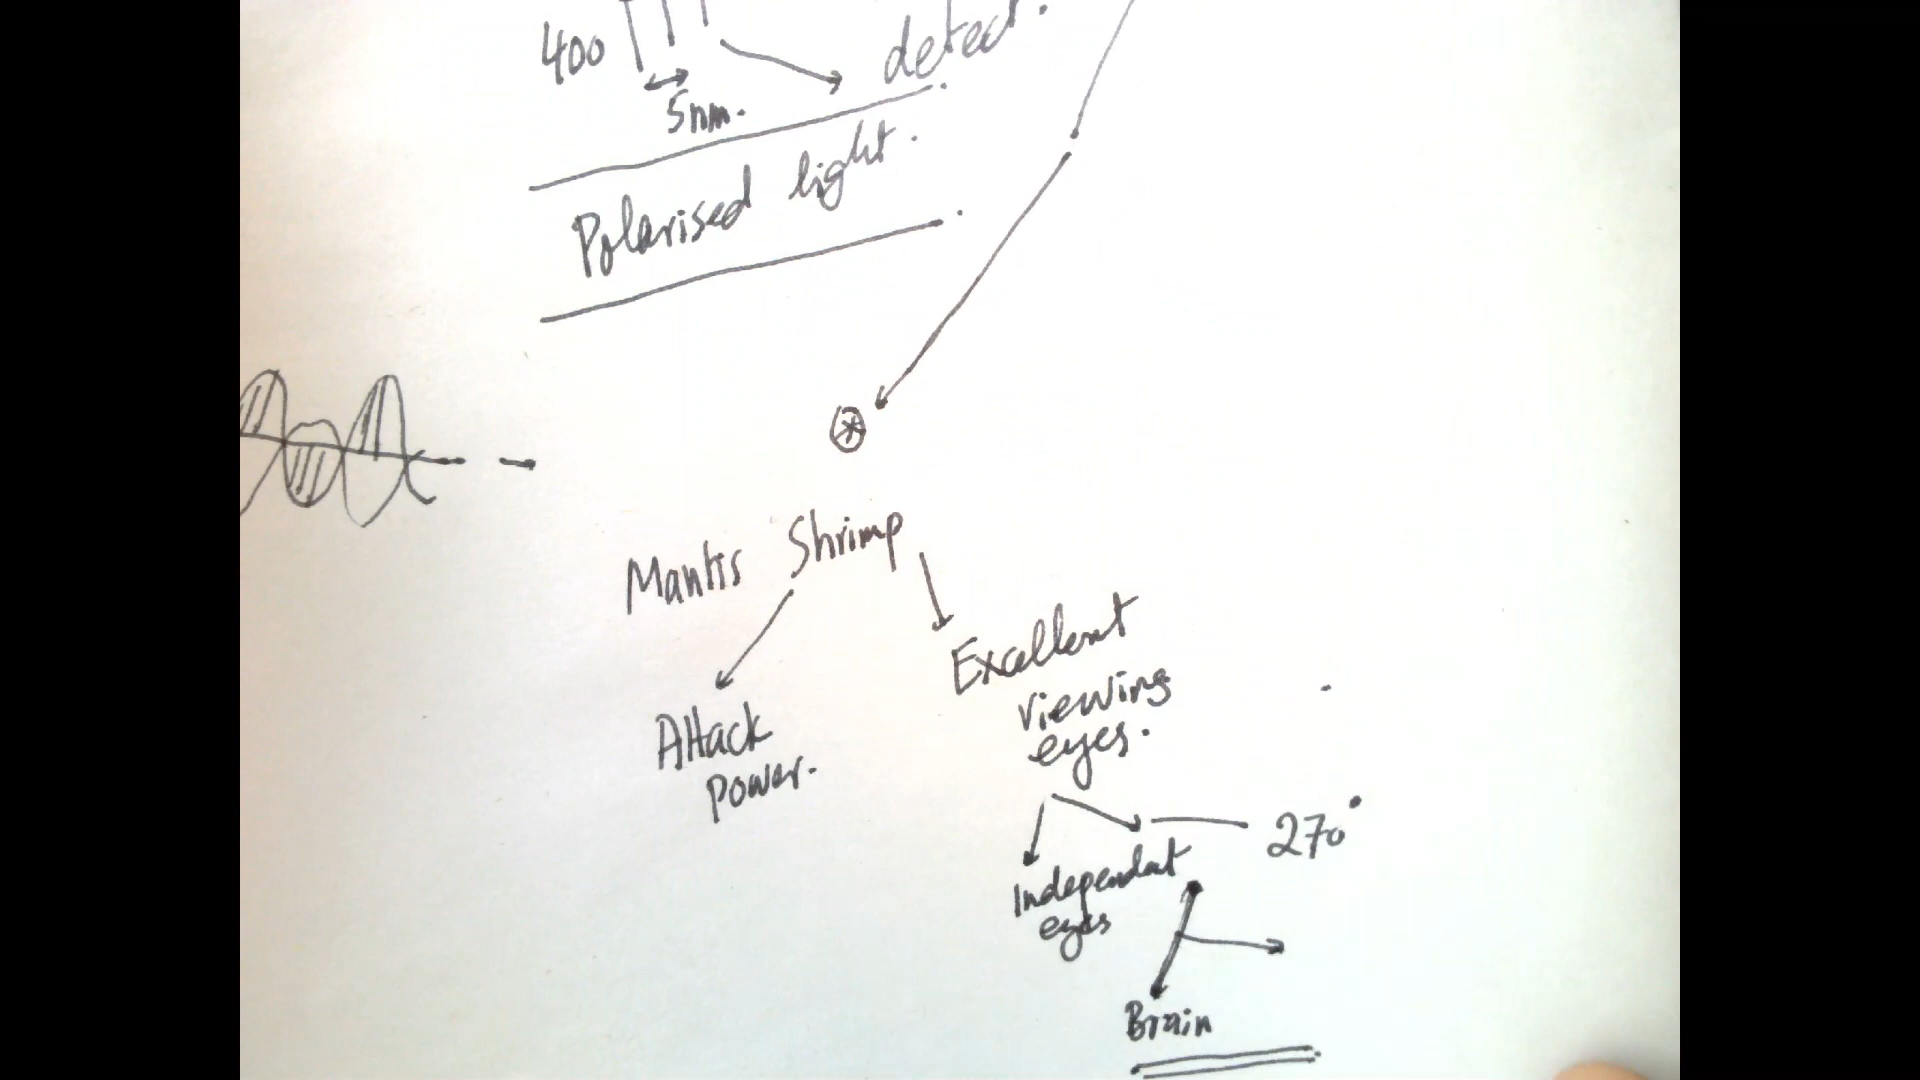 400
detect.
5nm.
Polarised light.
Mantis Shrimp
Attack
power.
Excellent
viewing
eyes.
270°
Independent
eyes
Brain